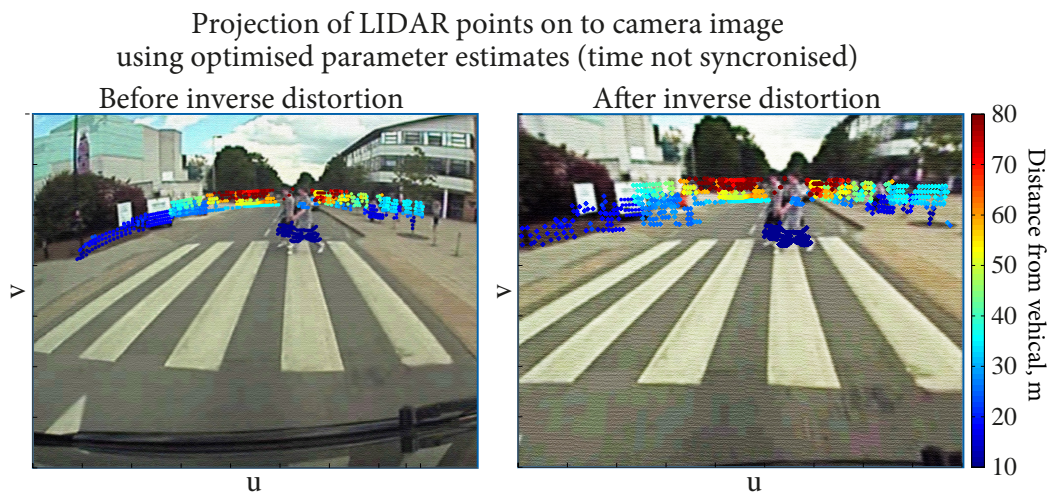 Projection of LIDAR points on to camera image
using optimised parameter estimates (time not syncronised)
Before inverse distortion
After inverse distortion
v
u
v
u
80
70
60
50
40
30
20
10
Distance from vehical, m